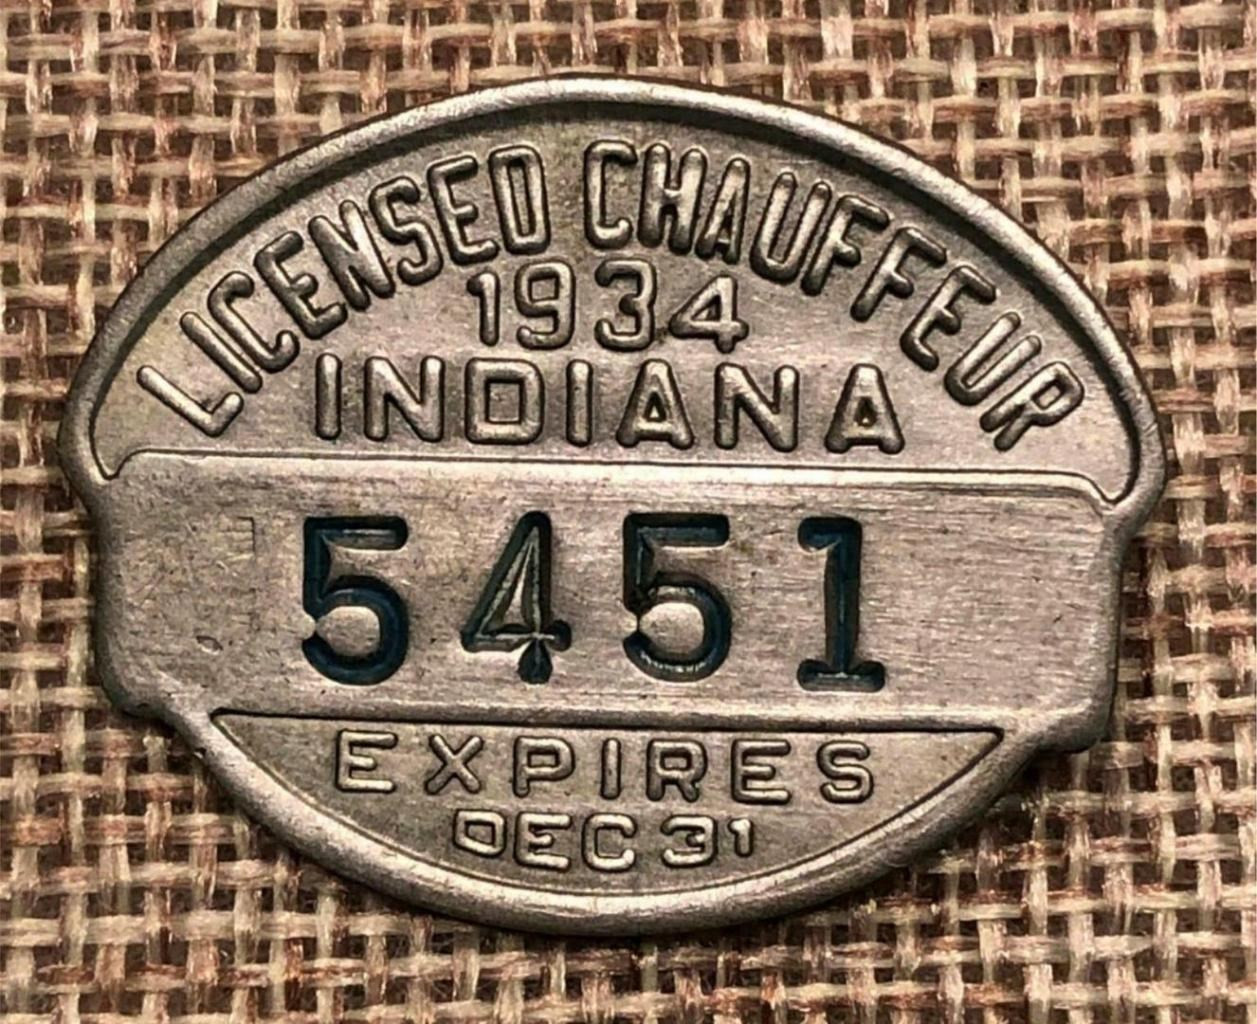 LICENSED CHAUFFEUR
1934
INDIANA
5451
EXPIRES
DEC 31